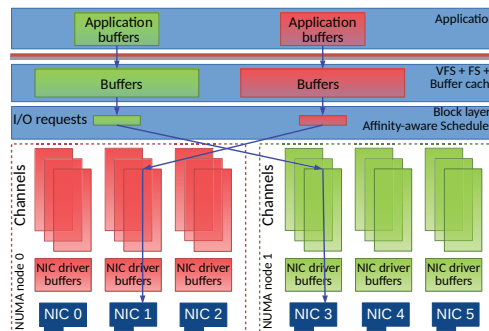 Application
buffers
Application
buffers
Applicatio
Buffers
Buffers
VFS + FS +
Buffer cach
I/O requests
Block layer
Affinity-aware Schedule
Channels
Channels
NUMA node 0
NIC driver
buffers
NIC driver
buffers
NIC driver
buffers
NUMA node 1
NIC driver
buffers
NIC driver
buffers
NIC driver
buffers
NIC 0
NIC 1
NIC 2
NIC 3
NIC 4
NIC 5